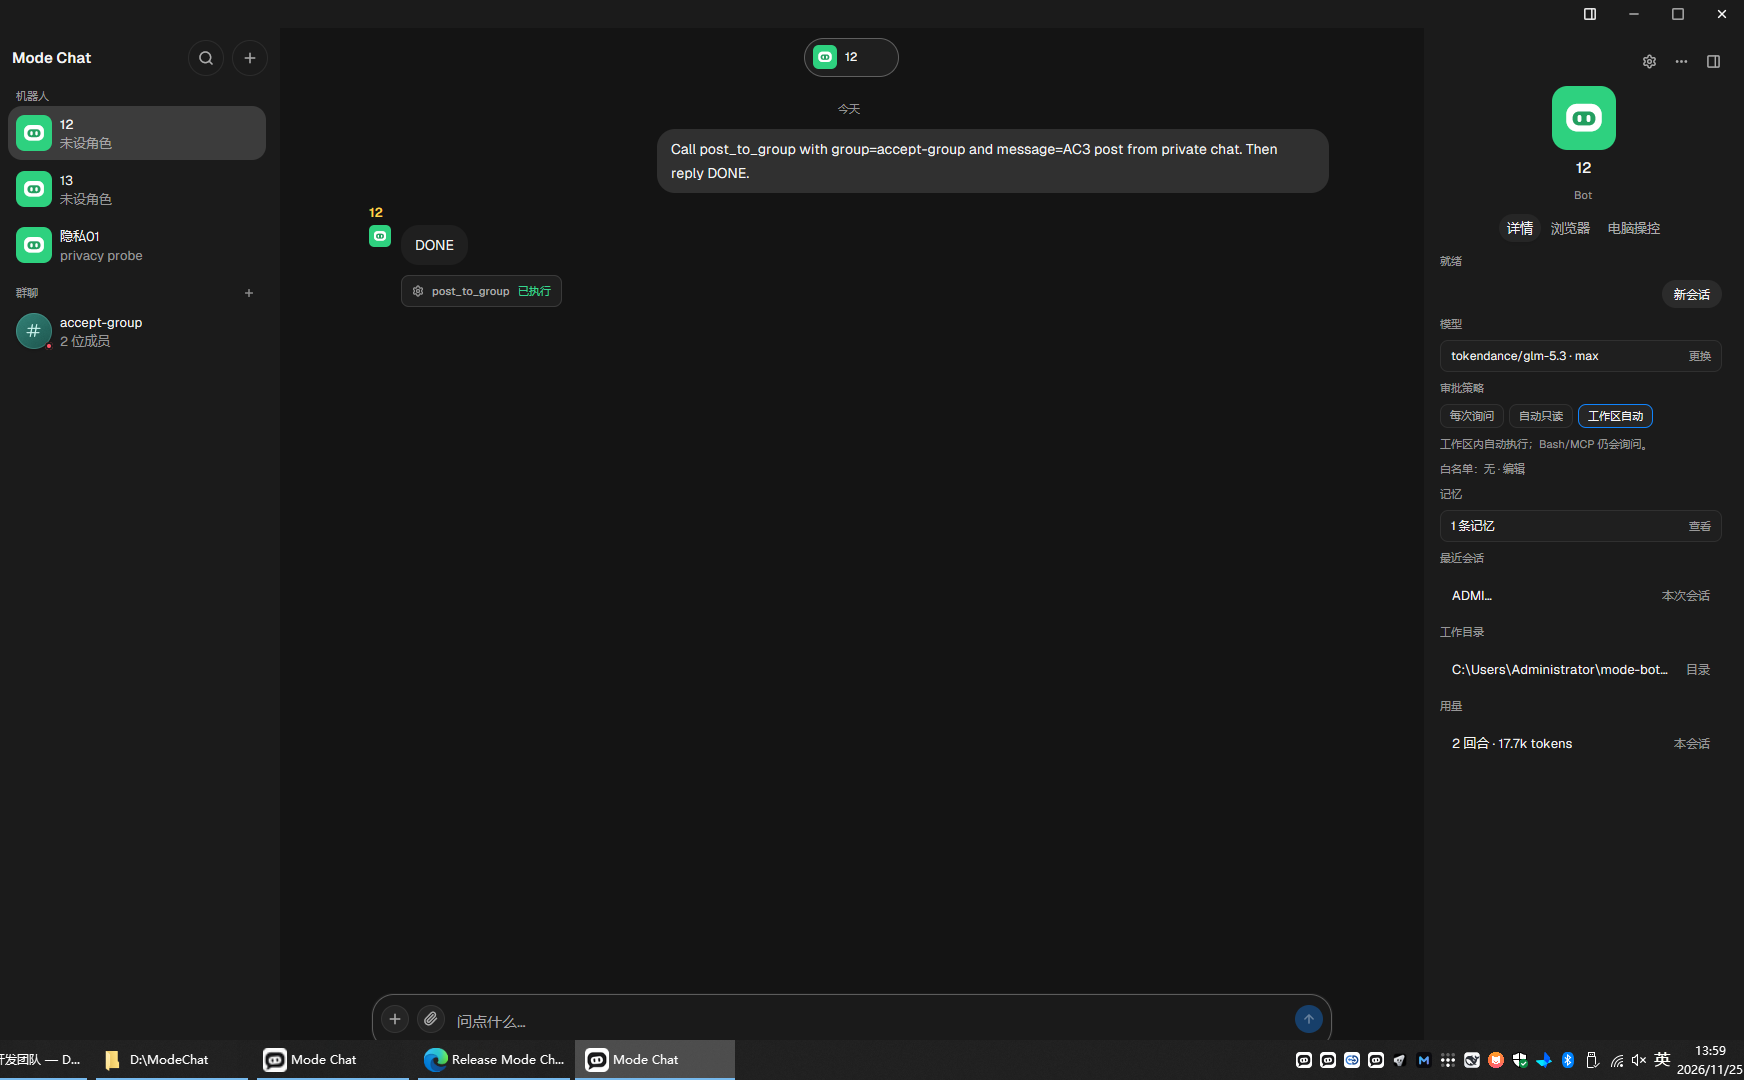 Mode Chat
机器人
12
未设角色
13
未设角色
隐私01
privacy probe
群聊
accept-group
2 位成员
12
今天
Call post_to_group with group=accept-group and message=AC3 post from private chat. Then
reply DONE.
12
DONE
post_to_group 已执行
问点什么...
12
Bot
详情 浏览器 电脑操控
就绪
新会话
模型
tokendance/glm-5.3 · max 更换
审批策略
每次询问 自动只读 工作区自动
工作区内自动执行；Bash/MCP 仍会询问。
白名单：无 · 编辑
记忆
1 条记忆 查看
最近会话
ADMI... 本次会话
工作目录
C:\Users\Administrator\mode-bot... 目录
用量
2 回合 · 17.7k tokens 本会话
开发团队 — D...
D:\ModeChat
Mode Chat
Release Mode Ch...
Mode Chat
英
13:59
2026/11/25